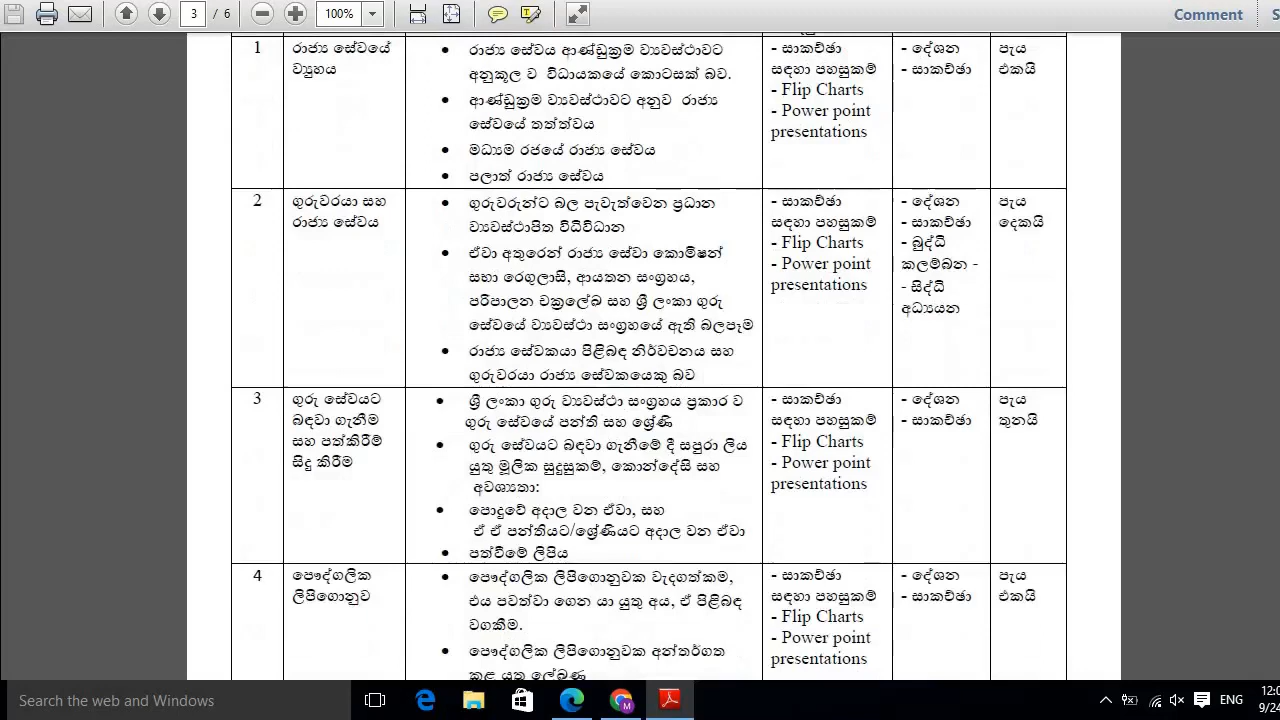 3 / 6
100%
Comment
1
රාජ්‍ය සේවයේ
ව්‍යුහය
• රාජ්‍ය සේවය ආණ්ඩුක්‍රම ව්‍යවස්ථාවට
අනුකූල ව විධායකයේ කොටසක් බව.
• ආණ්ඩුක්‍රම ව්‍යවස්ථාවට අනුව රාජ්‍ය
සේවයේ තත්ත්වය
• මධ්‍යම රජයේ රාජ්‍ය සේවය
• පලාත් රාජ්‍ය සේවය
- සාකච්ඡා
සඳහා පහසුකම්
- Flip Charts
- Power point
presentations
- දේශන
- සාකච්ඡා
පැය
එකයි
2
ගුරුවරයා සහ
රාජ්‍ය සේවය
• ගුරුවරුන්ට බල පැවැත්වෙන ප්‍රධාන
ව්‍යවස්ථාපිත විධිවිධාන
• ඒවා අතුරෙන් රාජ්‍ය සේවා කොමිෂන්
සභා රෙගුලාසි, ආයතන සංග්‍රහය,
පරිපාලන චක්‍රලේඛ සහ ශ්‍රී ලංකා ගුරු
සේවයේ ව්‍යවස්ථා සංග්‍රහයේ ඇති බලපෑම
• රාජ්‍ය සේවකයා පිළිබඳ නිර්වචනය සහ
ගුරුවරයා රාජ්‍ය සේවකයෙකු බව
- සාකච්ඡා
සඳහා පහසුකම්
- Flip Charts
- Power point
presentations
- දේශන
- සාකච්ඡා
- බුද්ධි
කලම්බන -
- සිද්ධි
අධ්‍යයන
පැය
දෙකයි
3
ගුරු සේවයට
බඳවා ගැනීම
සහ පත්කිරීම්
සිදු කිරීම
• ශ්‍රී ලංකා ගුරු ව්‍යවස්ථා සංග්‍රහය ප්‍රකාර ව
ගුරු සේවයේ පන්ති සහ ශ්‍රේණි
• ගුරු සේවයට බඳවා ගැනීමේ දී සපුරා ලිය
යුතු මූලික සුදුසුකම්, කොන්දේසි සහ
අවශ්‍යතා:
• පොදුවේ අදාල වන ඒවා, සහ
ඒ ඒ පන්තියට/ශ්‍රේණියට අදාල වන ඒවා
• පත්වීමේ ලිපිය
- සාකච්ඡා
සඳහා පහසුකම්
- Flip Charts
- Power point
presentations
- දේශන
- සාකච්ඡා
පැය
තුනයි
4
පෞද්ගලික
ලිපිගොනුව
• පෞද්ගලික ලිපිගොනුවක වැදගත්කම,
එය පවත්වා ගෙන යා යුතු අය, ඒ පිළිබඳ
වගකීම.
• පෞද්ගලික ලිපිගොනුවක අන්තර්ගත
කළ යුතු ලේඛණ
- සාකච්ඡා
සඳහා පහසුකම්
- Flip Charts
- Power point
presentations
- දේශන
- සාකච්ඡා
පැය
එකයි
Search the web and Windows
ENG